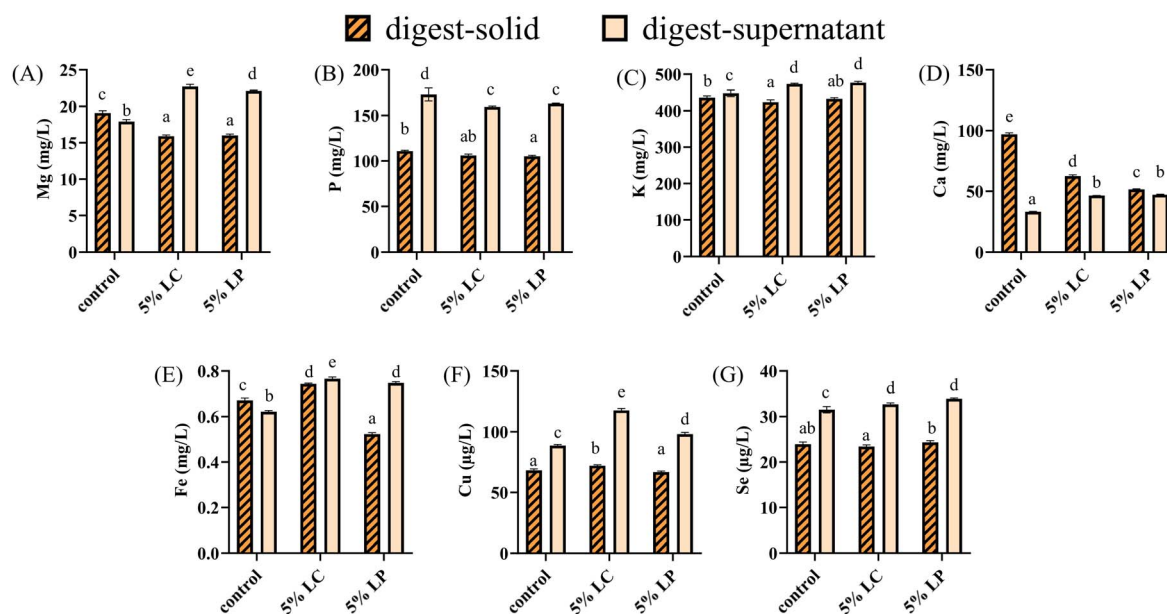 digest-solid digest-supernatant
(A)
Mg (mg/L)
25
20
15
10
5
0
c b a e a d
control 5% LC 5% LP
(B)
P (mg/L)
200
150
100
50
0
b d ab c a c
control 5% LC 5% LP
(C)
K (mg/L)
500
400
300
200
100
0
b c a d ab d
control 5% LC 5% LP
(D)
Ca (mg/L)
150
100
50
0
e a d b c b
control 5% LC 5% LP
(E)
Fe (mg/L)
0.8
0.6
0.4
0.2
0.0
c b d e a d
control 5% LC 5% LP
(F)
Cu (µg/L)
150
100
50
0
a c b e a d
control 5% LC 5% LP
(G)
Se (µg/L)
40
30
20
10
0
ab c a d b d
control 5% LC 5% LP